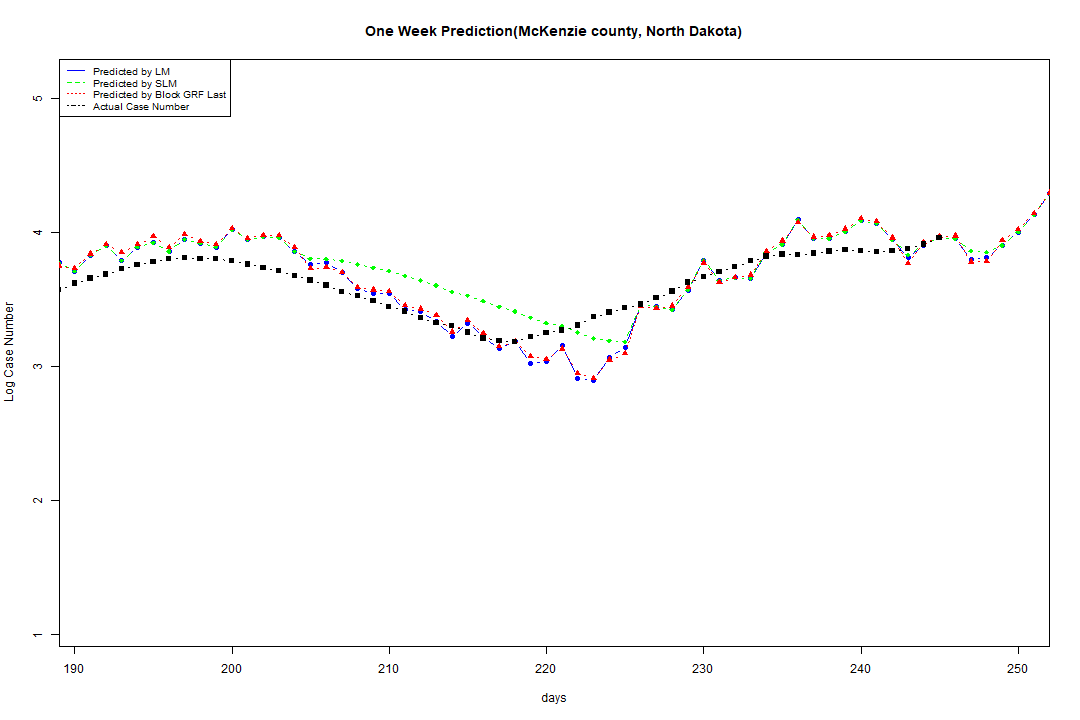 One Week Prediction(McKenzie county, North Dakota)
Predicted by LM
Predicted by SLM
Predicted by Block GRF Last
Actual Case Number
5
4
3
2
1
Log Case Number
190 200 210 220 230 240 250
days